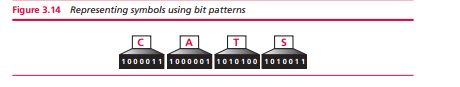 Figure 3.14 Representing symbols using bit patterns
C A T S
1000011 1000001 1010100 1010011